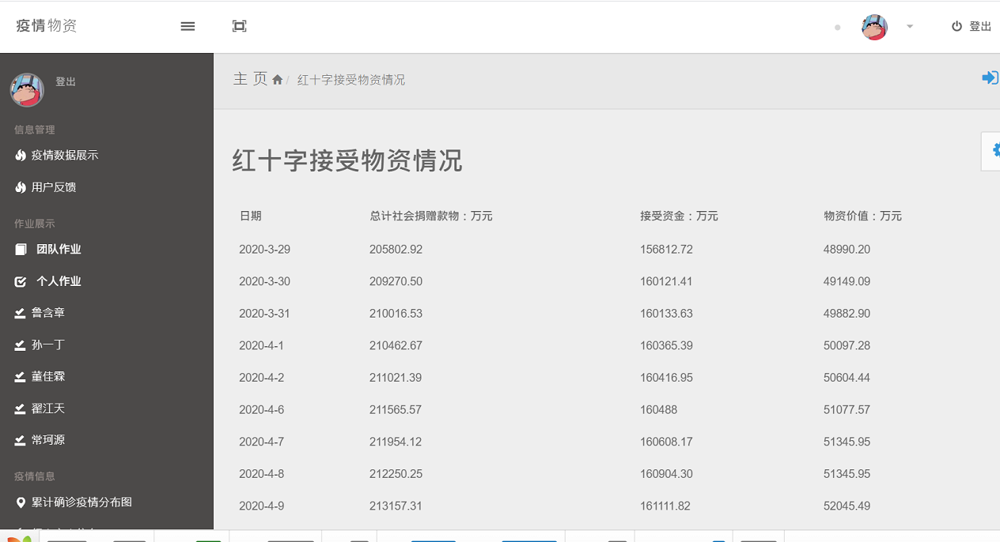 疫情物资
登出
登出
信息管理
疫情数据展示
用户反馈
作业展示
团队作业
个人作业
鲁含章
孙一丁
董佳霖
翟江天
常珂源
疫情信息
累计确诊疫情分布图
主 页 / 红十字接受物资情况
红十字接受物资情况
日期 总计社会捐赠款物：万元 接受资金：万元 物资价值：万元
2020-3-29 205802.92 156812.72 48990.20
2020-3-30 209270.50 160121.41 49149.09
2020-3-31 210016.53 160133.63 49882.90
2020-4-1 210462.67 160365.39 50097.28
2020-4-2 211021.39 160416.95 50604.44
2020-4-6 211565.57 160488 51077.57
2020-4-7 211954.12 160608.17 51345.95
2020-4-8 212250.25 160904.30 51345.95
2020-4-9 213157.31 161111.82 52045.49